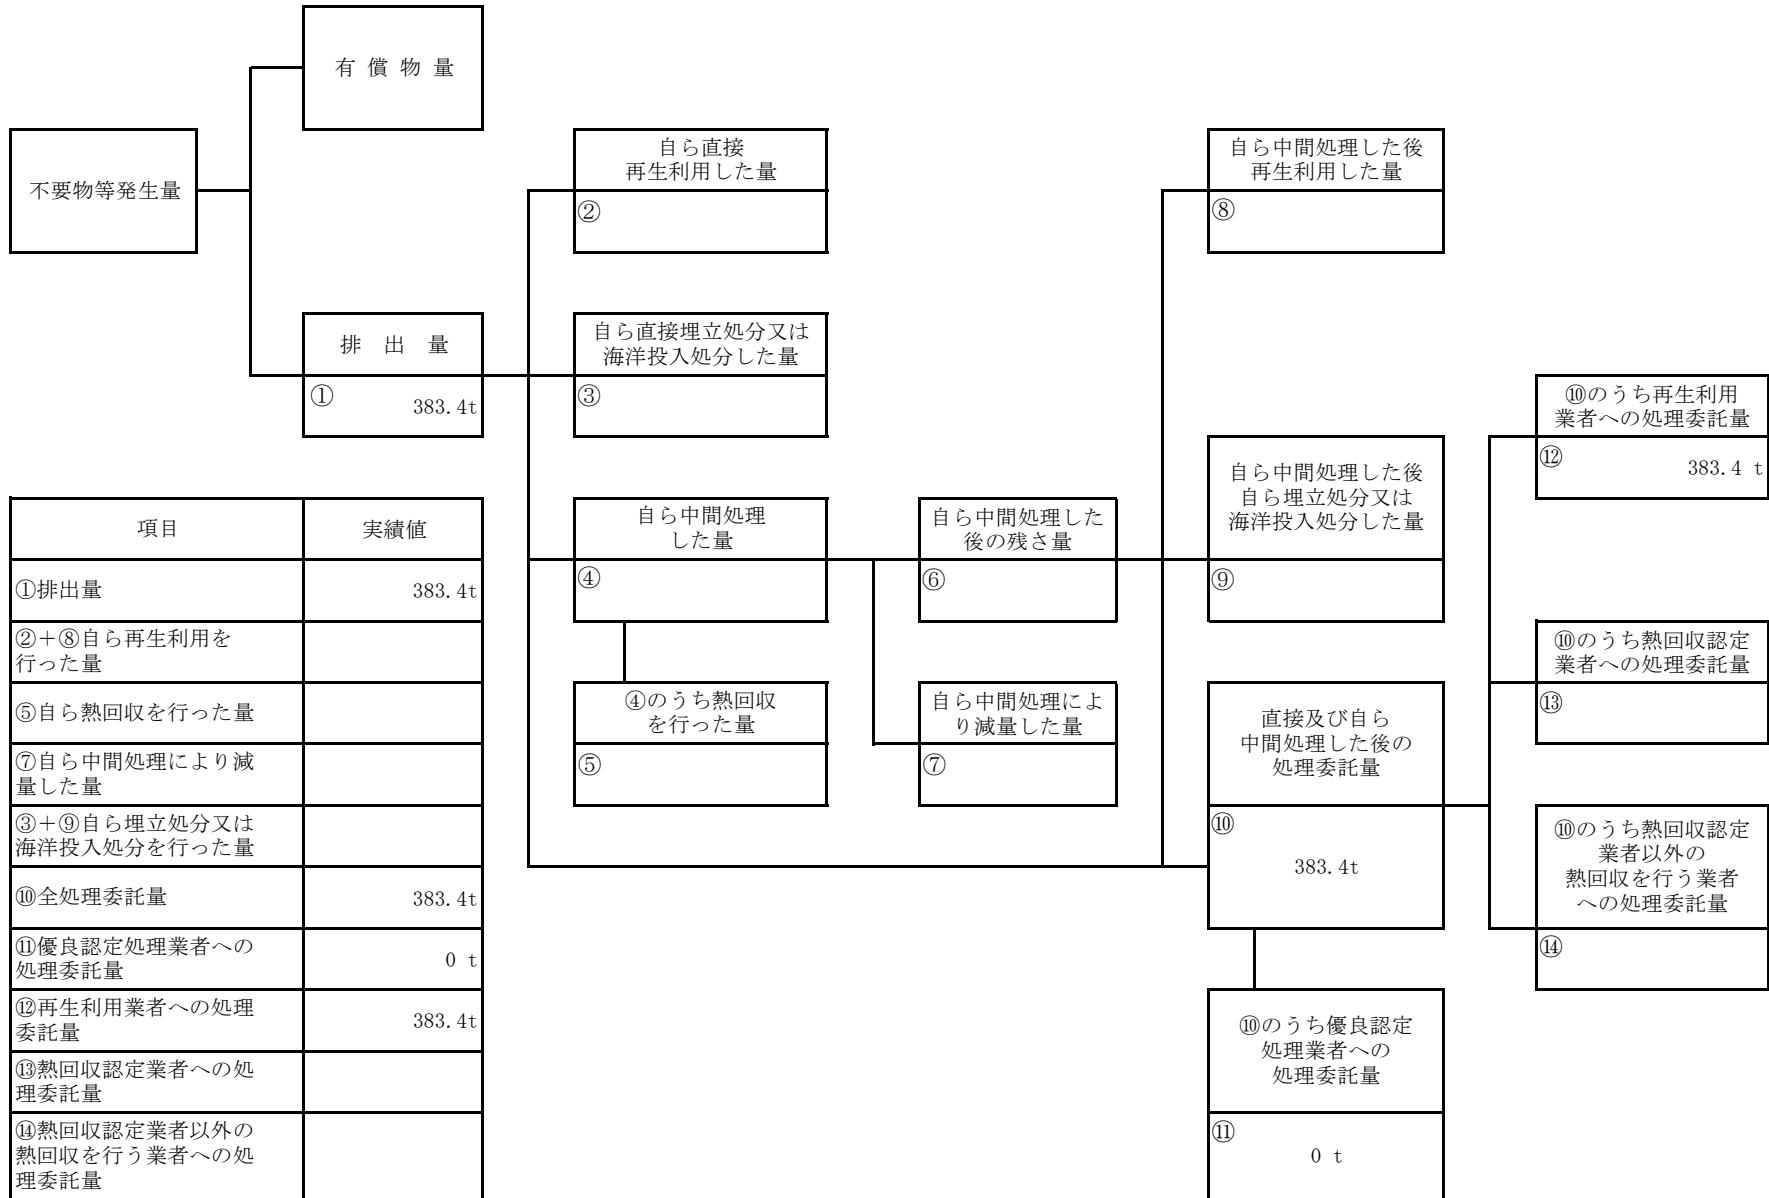 有 償 物 量
不要物等発生量
自ら直接
再生利用した量
②
自ら中間処理した後
再生利用した量
⑧
排 出 量
①
383.4t
自ら直接埋立処分又は
海洋投入処分した量
③
⑩のうち再生利用
業者への処理委託量
⑫
383.4 t
自ら中間処理
した量
④
自ら中間処理した
後の残さ量
⑥
自ら中間処理した後
自ら埋立処分又は
海洋投入処分した量
⑨
⑩のうち熱回収認定
業者への処理委託量
⑬
④のうち熱回収
を行った量
⑤
自ら中間処理によ
り減量した量
⑦
直接及び自ら
中間処理した後の
処理委託量
⑩
383.4t
⑩のうち熱回収認定
業者以外の
熱回収を行う業者
への処理委託量
⑭
⑩のうち優良認定
処理業者への
処理委託量
⑪
0 t
項目 実績値
①排出量 383.4t
②＋⑧自ら再生利用を
行った量
⑤自ら熱回収を行った量
⑦自ら中間処理により減
量した量
③＋⑨自ら埋立処分又は
海洋投入処分を行った量
⑩全処理委託量 383.4t
⑪優良認定処理業者への
処理委託量 0 t
⑫再生利用業者への処理
委託量 383.4t
⑬熱回収認定業者への処
理委託量
⑭熱回収認定業者以外の
熱回収を行う業者への処
理委託量